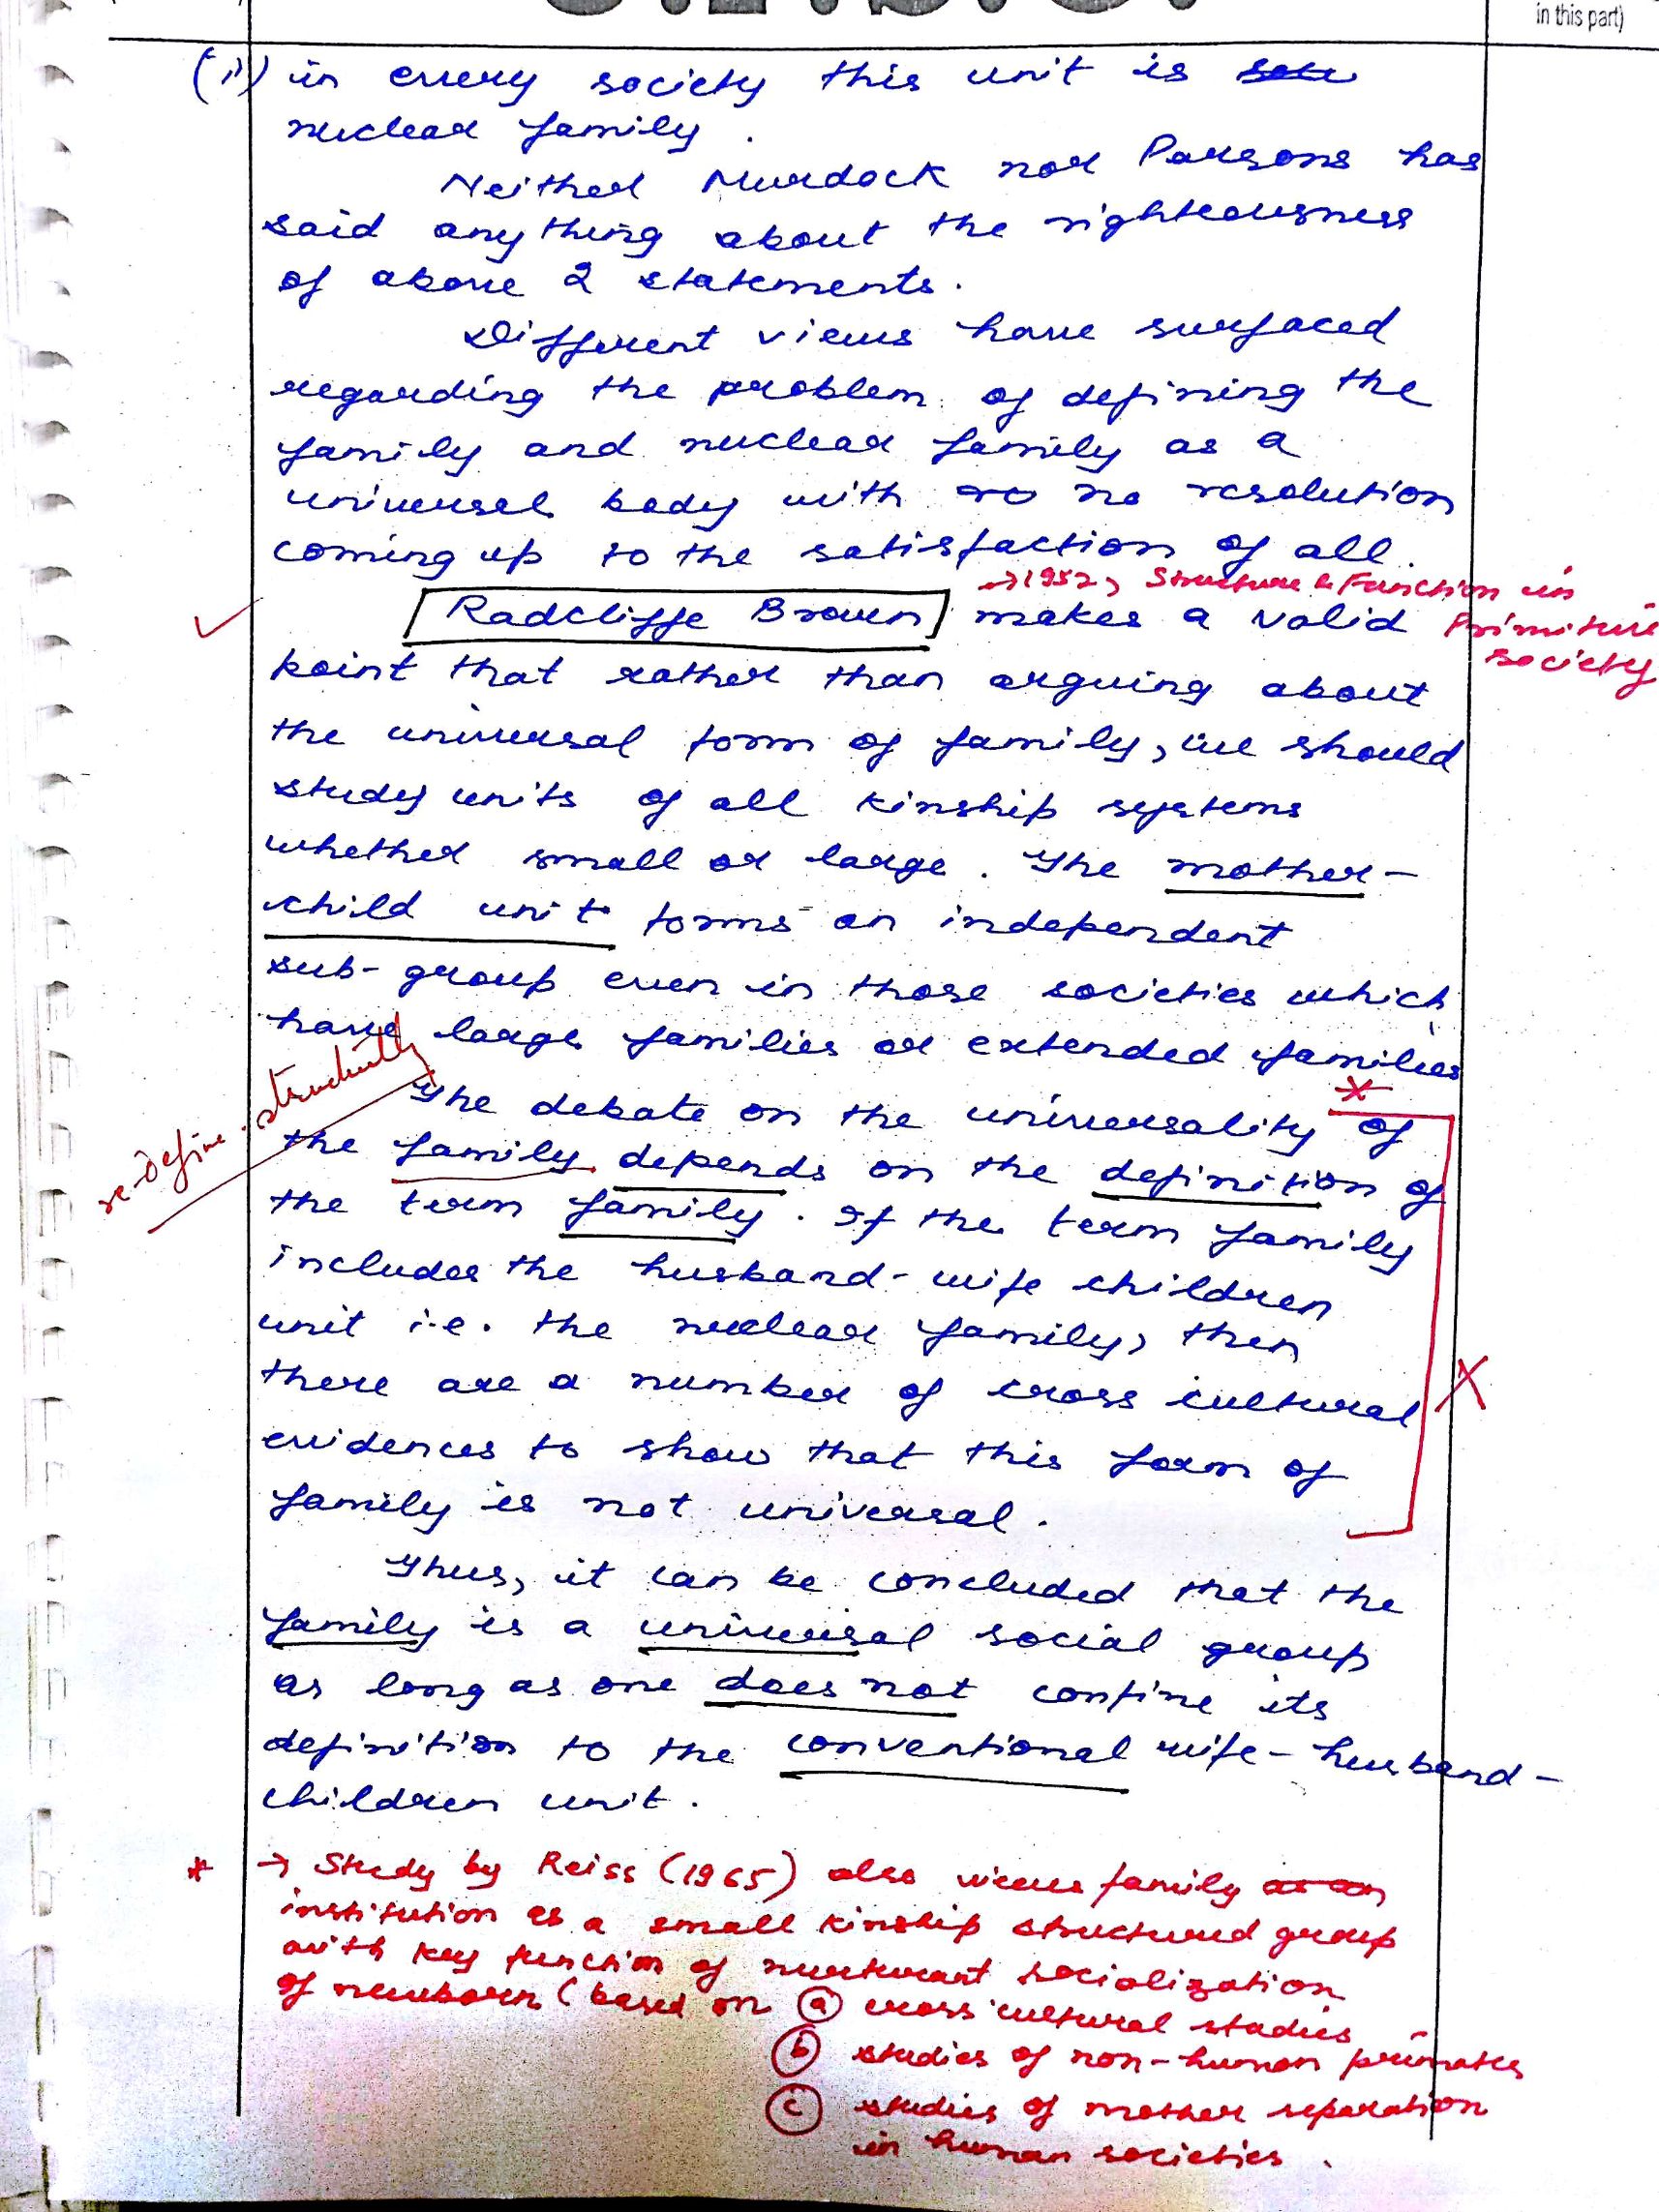 in this part)
(ii) in every society this unit is
nuclear family.
Neither Murdock nor Parsons has
said anything about the righteousness
of above 2 statements.
Different views have surfaced
regarding the problem of defining the
family and nuclear family as a
universal body with no no resolution
coming up to the satisfaction of all.
→1952, Structure & Function in
Primitive
society
Radcliffe Brown makes a valid
point that rather than arguing about
the universal form of family, we should
study units of all kinship systems
whether small or large. The mother-
child unit forms an independent
sub-group even in those societies which
have large families or extended families
re-define structurally
*
The debate on the universality of
the family depends on the definition of
the term family. If the term family
includes the husband-wife children
unit i.e. the nuclear family, then
there are a number of cross cultural
X
evidences to show that this form of
family is not universal.
Thus, it can be concluded that the
family is a universal social group
as long as one does not confine its
definition to the conventional wife-husband-
children unit.
* → Study by Reiss (1965) also views family as an
institution as a small kinship structured group
with key function of nurturant socialization
of newborn (based on (a) cross cultural studies
(b) studies of non-human primates
(c) studies of mother separation
in human societies.